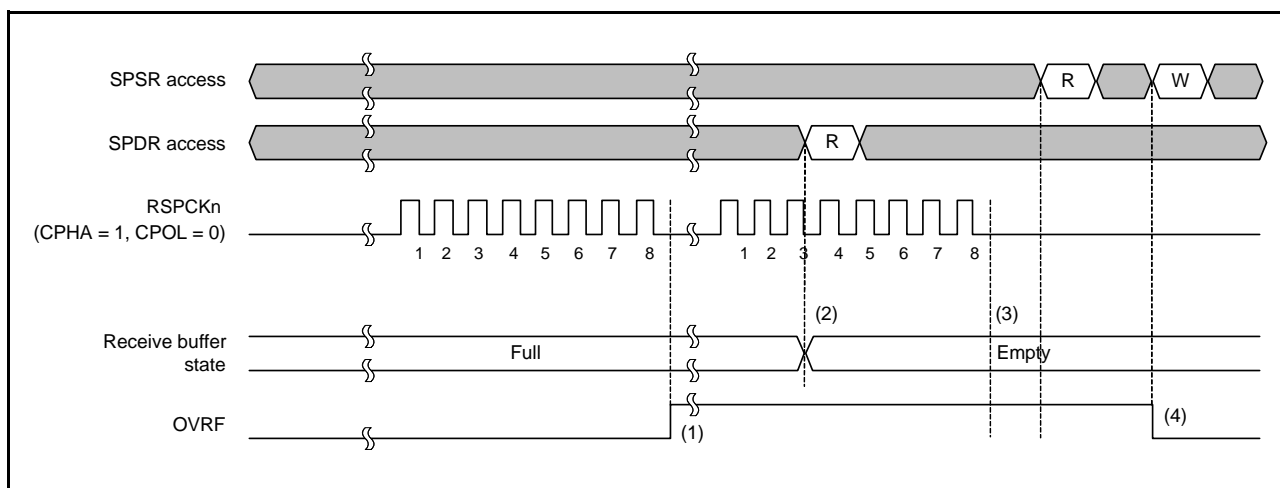 SPSR access
R
W
SPDR access
R
RSPCKn
(CPHA = 1, CPOL = 0)
1 2 3 4 5 6 7 8
1 2 3 4 5 6 7 8
(2)
(3)
Receive buffer
state
Full
Empty
OVRF
(1)
(4)